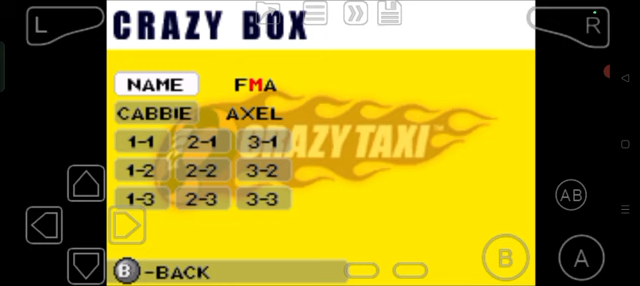 L
CRAZY BOX
R
NAME FMA
CABBIE AXEL
1-1 2-1 3-1
CRAZY TAXI
1-2 2-2 3-2
1-3 2-3 3-3
AB
B -BACK
B
A